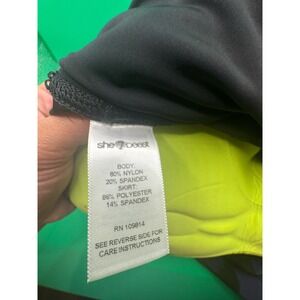 she beast
BODY:
80% NYLON
20% SPANDEX
SKIRT:
86% POLYESTER
14% SPANDEX
RN 109814
SEE REVERSE SIDE FOR
CARE INSTRUCTIONS